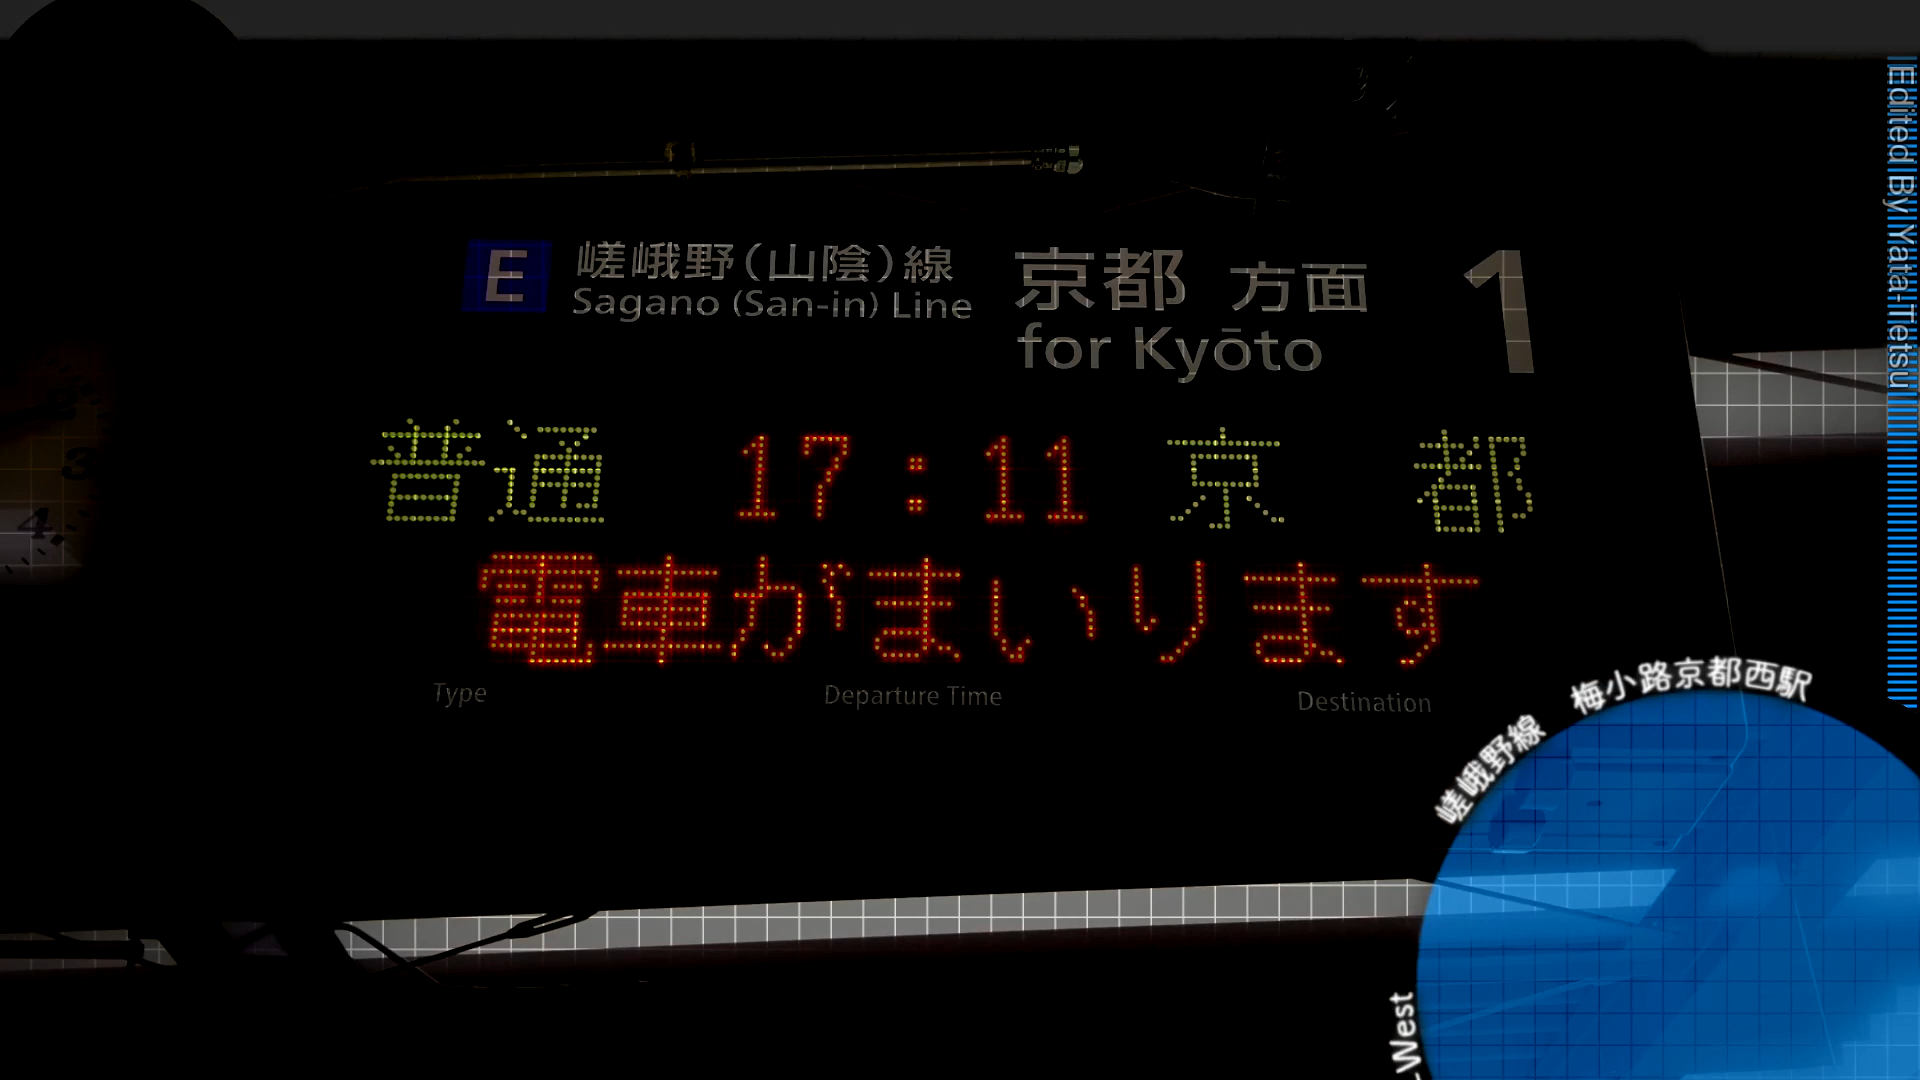 E
嵯峨野(山陰)線
Sagano (San-in) Line
京都 方面
for Kyōto
1
普通 17:11 京都
電車がまいります
Type
Departure Time
Destination
3
4
嵯峨野線 梅小路京都西駅
-West
Edited By Yata-Tetsu